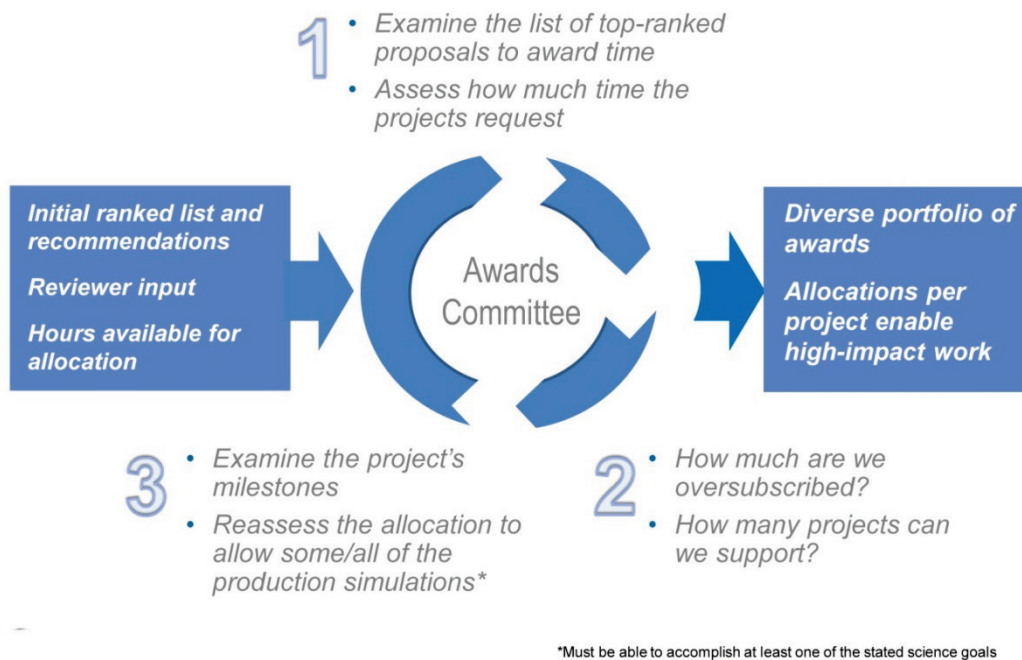 1
• Examine the list of top-ranked
proposals to award time
• Assess how much time the
projects request
Initial ranked list and
recommendations
Reviewer input
Hours available for
allocation
Awards
Committee
Diverse portfolio of
awards
Allocations per
project enable
high-impact work
3
• Examine the project's
milestones
• Reassess the allocation to
allow some/all of the
production simulations*
2
• How much are we
oversubscribed?
• How many projects can
we support?
*Must be able to accomplish at least one of the stated science goals